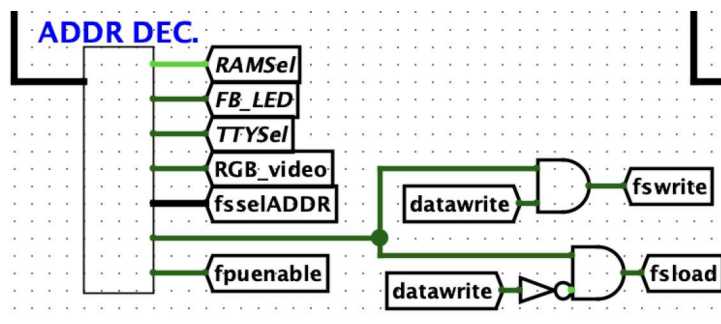 ADDR DEC.
RAMSel
FB_LED
TTYSel
RGB_video
fsselADDR
fpuenable
datawrite
fswrite
datawrite
fsload